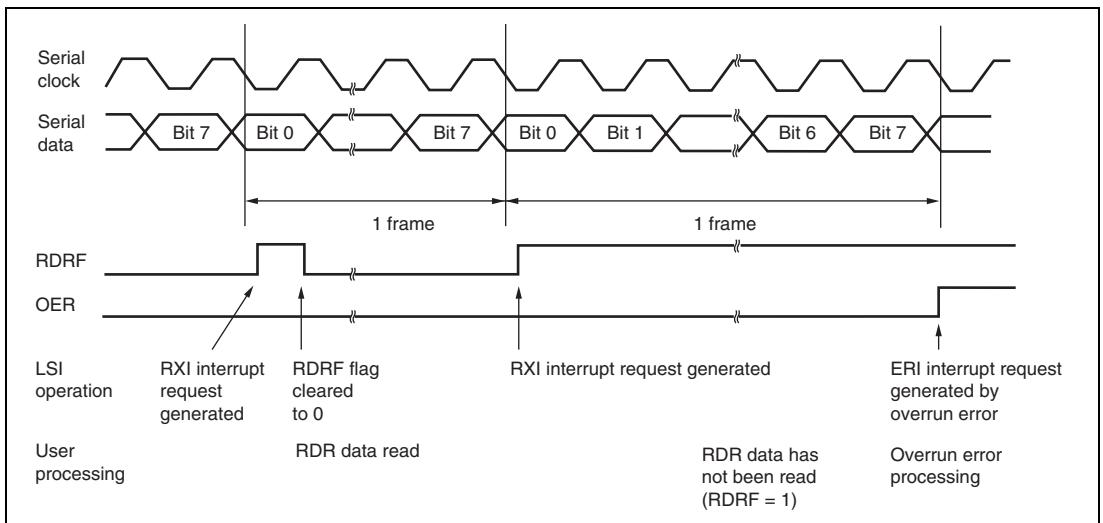 Serial
clock
Serial
data
Bit 7
Bit 0
Bit 7
Bit 0
Bit 1
Bit 6
Bit 7
1 frame
1 frame
RDRF
OER
LSI
operation
RXI interrupt
request
generated
RDRF flag
cleared
to 0
RXI interrupt request generated
ERI interrupt request
generated by
overrun error
User
processing
RDR data read
RDR data has
not been read
(RDRF = 1)
Overrun error
processing